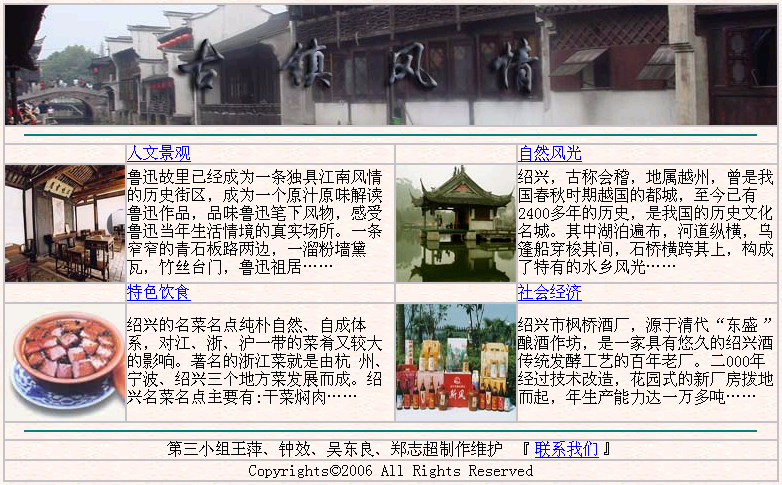 古镇风情
人文景观
自然风光
鲁迅故里已经成为一条独具江南风情
的历史街区，成为一个原汁原味解读
鲁迅作品，品味鲁迅笔下风物，感受
鲁迅当年生活情境的真实场所。一条
窄窄的青石板路两边，一溜粉墙黛
瓦，竹丝台门，鲁迅祖居……
绍兴，古称会稽，地属越州，曾是我
国春秋时期越国的都城，至今已有
2400多年的历史，是我国的历史文化
名城。其中湖泊遍布，河道纵横，乌
篷船穿梭其间，石桥横跨其上，构成
了特有的水乡风光……
特色饮食
社会经济
绍兴的名菜名点纯朴自然、自成体
系，对江、浙、沪一带的菜肴又较大
的影响。著名的浙江菜就是由杭 州、
宁波、绍兴三个地方菜发展而成。绍
兴名菜名点主要有:干菜焖肉……
绍兴市枫桥酒厂，源于清代“东盛 ”
酿酒作坊，是一家具有悠久的绍兴酒
传统发酵工艺的百年老厂。二000年
经过技术改造，花园式的新厂房拔地
而起，年生产能力达一万多吨……
第三小组王萍、钟效、吴东良、郑志超制作维护 『 联系我们 』
Copyrights©2006 All Rights Reserved